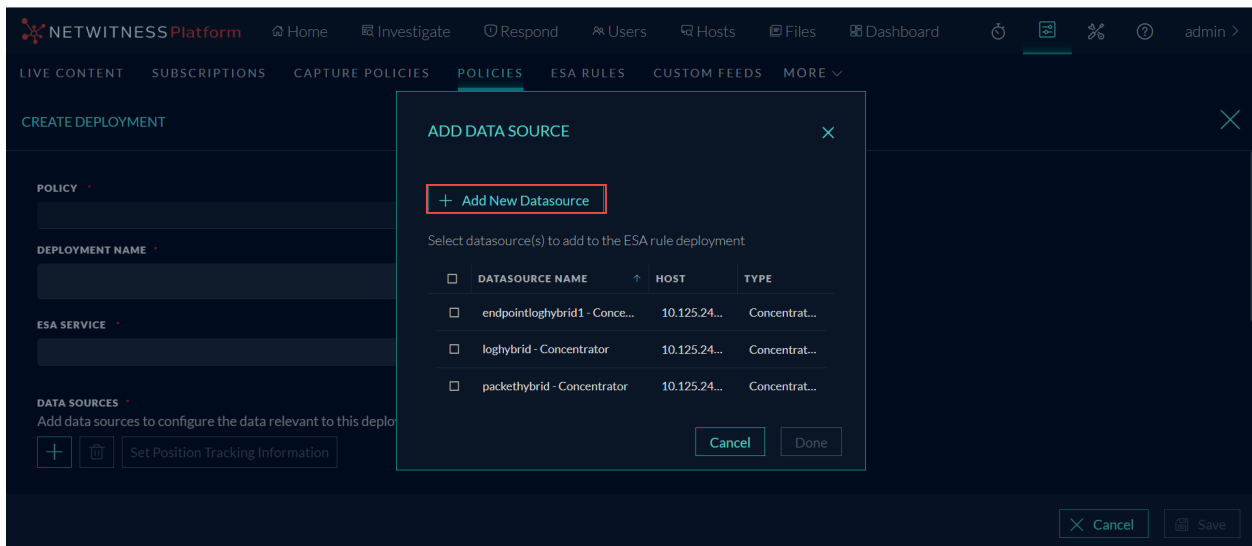 NETWITNESS Platform Home Investigate Respond Users Hosts Files Dashboard admin >
LIVE CONTENT SUBSCRIPTIONS CAPTURE POLICIES POLICIES ESA RULES CUSTOM FEEDS MORE
CREATE DEPLOYMENT
ADD DATA SOURCE
POLICY *
+ Add New Datasource
DEPLOYMENT NAME *
Select datasource(s) to add to the ESA rule deployment
DATASOURCE NAME ↑ HOST TYPE
endpointloghybrid1 - Conce... 10.125.24... Concentrat...
ESA SERVICE *
loghybrid - Concentrator 10.125.24... Concentrat...
packethybrid - Concentrator 10.125.24... Concentrat...
DATA SOURCES *
Add data sources to configure the data relevant to this deplo
Cancel Done
+ Set Position Tracking Information
Cancel Save